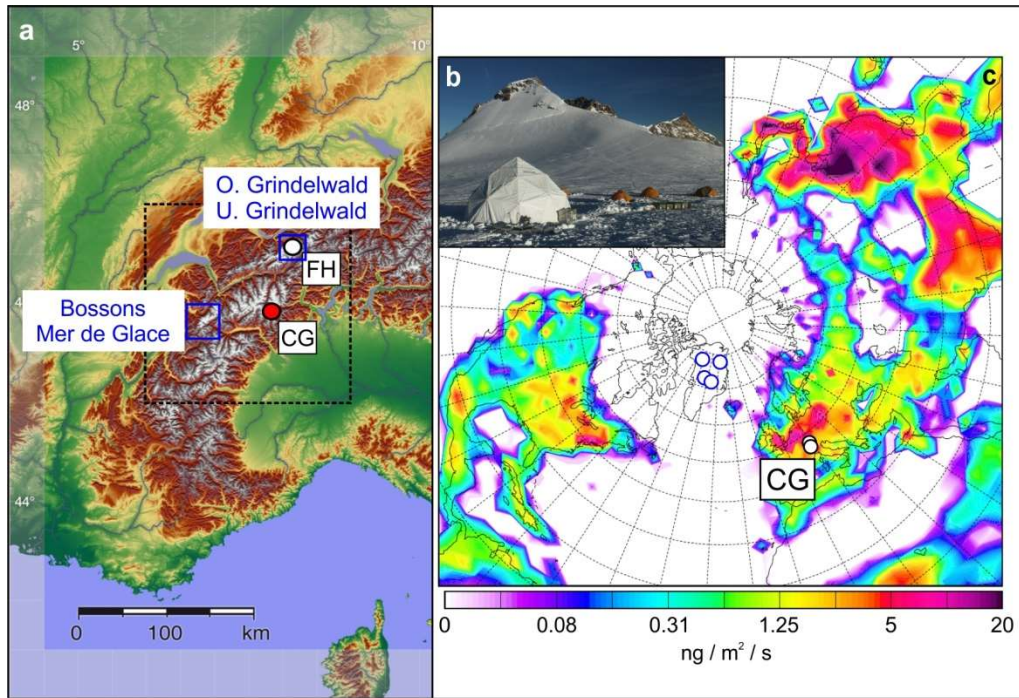 a
5°
10°
48°
O. Grindelwald
U. Grindelwald
FH
Bossons
Mer de Glace
CG
44°
0
100
km
b
c
CG
0
0.08
0.31
1.25
5
20
ng / m² / s